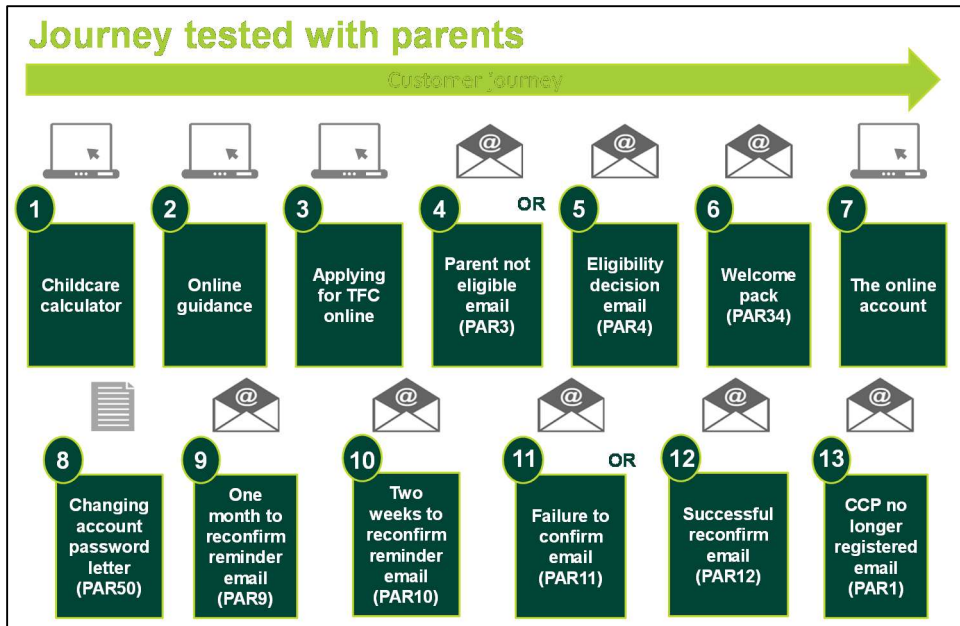 Journey tested with parents
Customer journey
@
@
@
1
2
3
4
OR
5
6
7
Childcare
calculator
Online
guidance
Applying
for TFC
online
Parent not
eligible
email
(PAR3)
Eligibility
decision
email
(PAR4)
Welcome
pack
(PAR34)
The online
account
@
@
@
@
@
8
9
10
11
OR
12
13
Changing
account
password
letter
(PAR50)
One
month to
reconfirm
reminder
email
(PAR9)
Two
weeks to
reconfirm
reminder
email
(PAR10)
Failure to
confirm
email
(PAR11)
Successful
reconfirm
email
(PAR12)
CCP no
longer
registered
email
(PAR1)